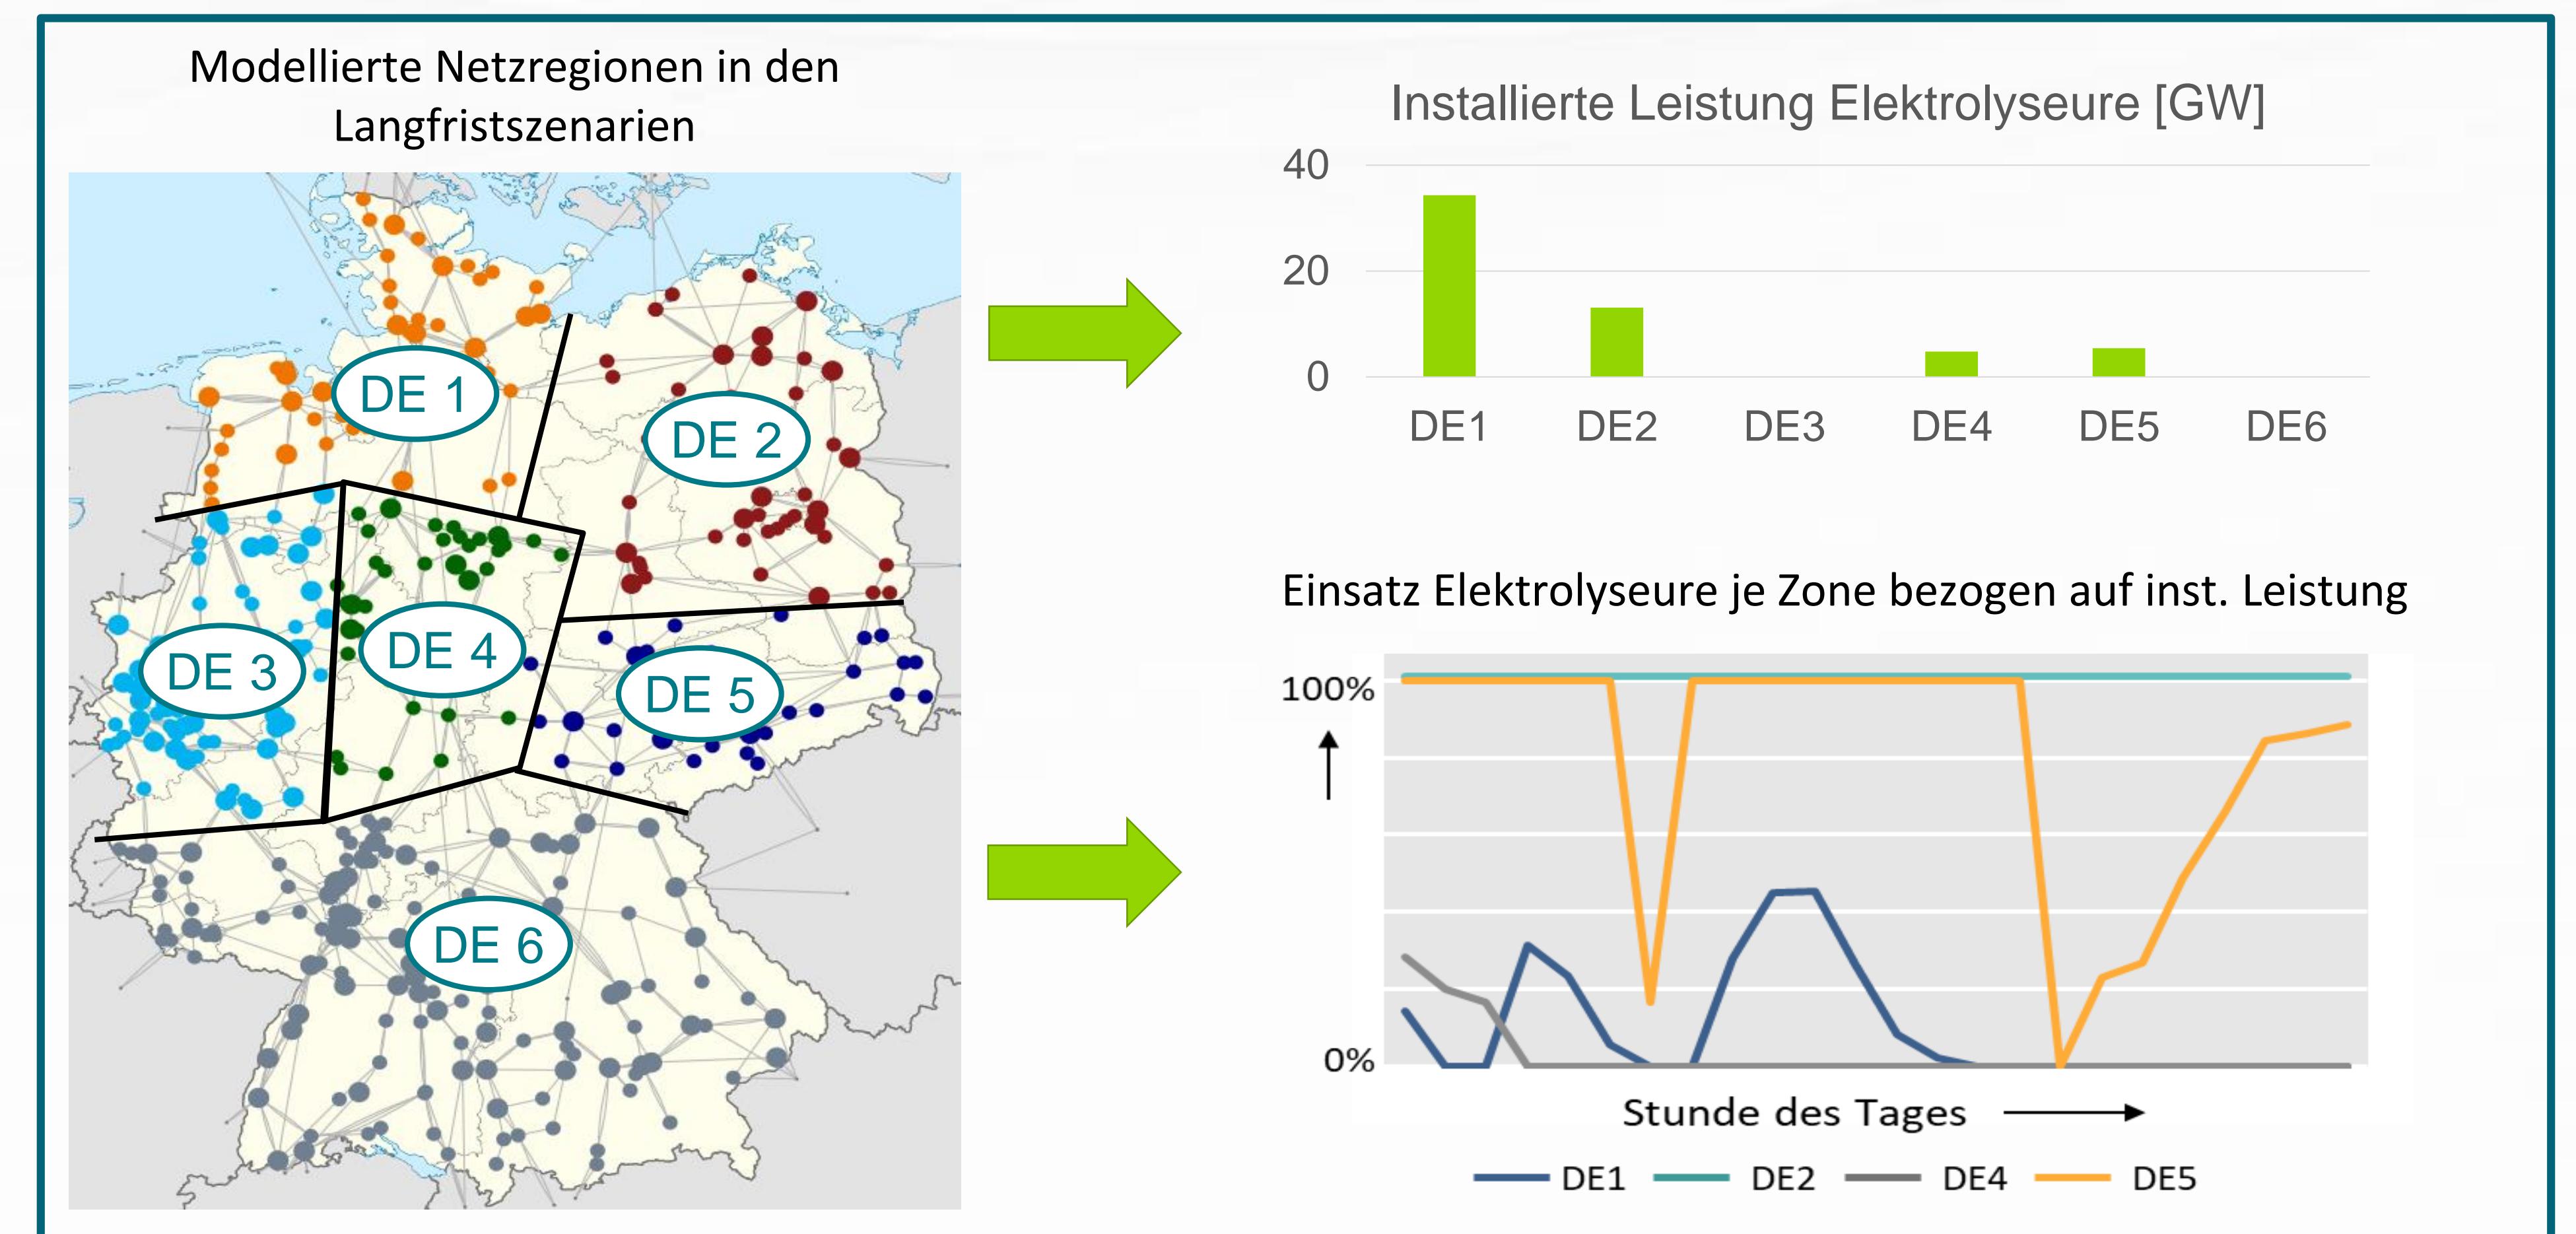 Modellierte Netzregionen in den
Langfristszenarien
DE 1
DE 2
DE 3
DE 4
DE 5
DE 6
Installierte Leistung Elektrolyseure [GW]
40
20
0
DE1 DE2 DE3 DE4 DE5 DE6
Einsatz Elektrolyseure je Zone bezogen auf inst. Leistung
100%
0%
Stunde des Tages
DE1 DE2 DE4 DE5